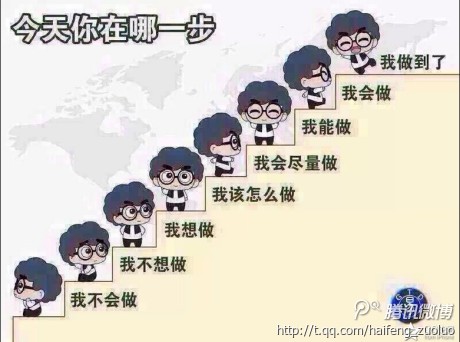 今天你在哪一步
我做到了
我会做
我能做
我会尽量做
我该怎么做
我想做
我不想做
我不会做
腾讯微博
http://t.qq.com/haifeng_zuoluo